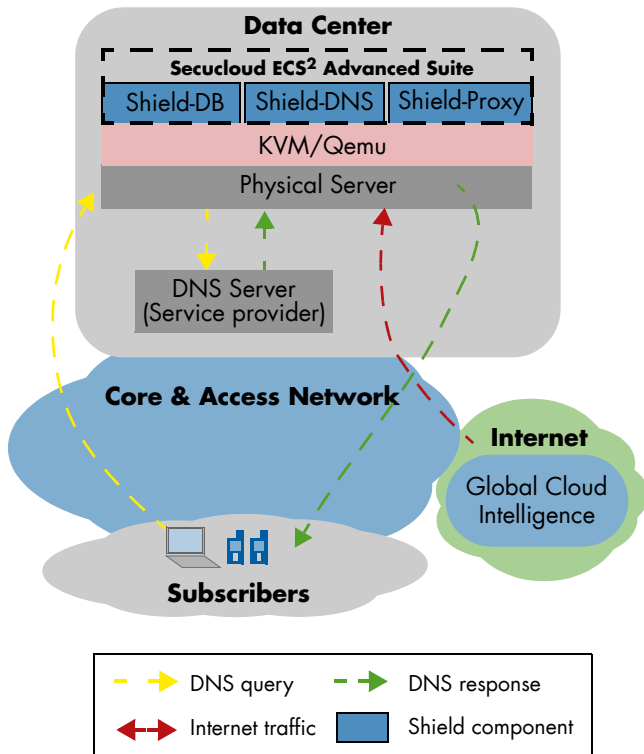 Data Center
Secucloud ECS² Advanced Suite
Shield-DB Shield-DNS Shield-Proxy
KVM/Qemu
Physical Server
DNS Server
(Service provider)
Core & Access Network
Internet
Global Cloud
Intelligence
Subscribers
DNS query DNS response
Internet traffic Shield component